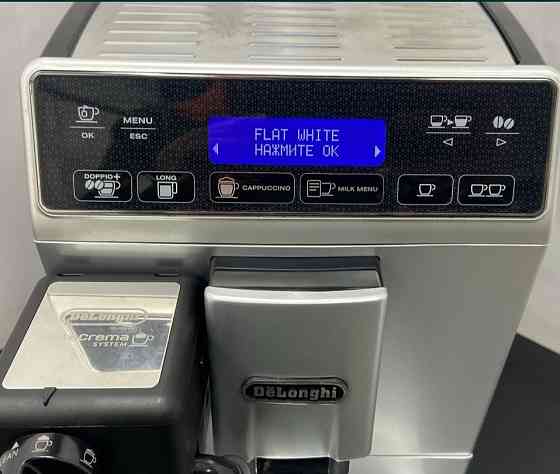 OK
MENU
ESC
FLAT WHITE
НАЖМИТЕ OK
DOPPIO+
LONG
CAPPUCCINO
MILK MENU
DeLonghi
crema
SYSTEM
DeLonghi